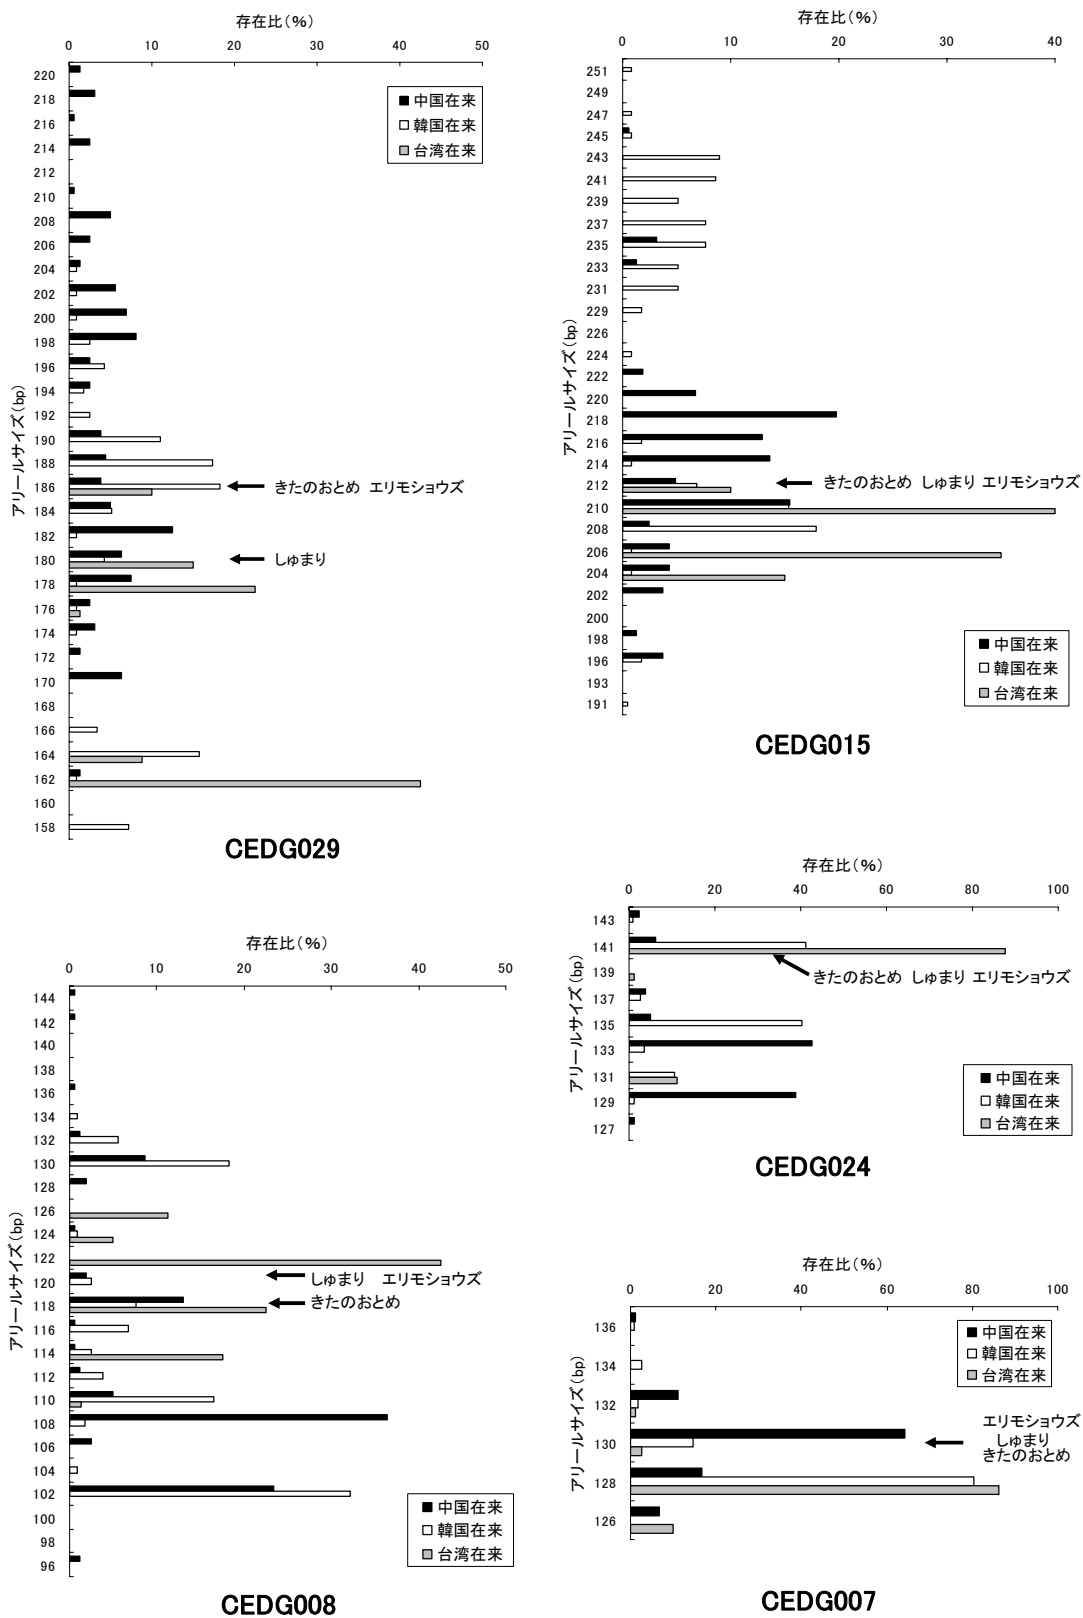 存在比(%)
0 10 20 30 40 50
220
218
216
214
212
210
208
206
204
202
200
198
196
194
192
190
188
186
184
182
180
178
176
174
172
170
168
166
164
162
160
158
アリールサイズ(bp)
中国在来
韓国在来
台湾在来
きたのおとめ エリモショウズ
しゅまり
CEDG029
存在比(%)
0 10 20 30 40
251
249
247
245
243
241
239
237
235
233
231
229
226
224
222
220
218
216
214
212
210
208
206
204
202
200
198
196
193
191
アリールサイズ(bp)
きたのおとめ しゅまり エリモショウズ
中国在来
韓国在来
台湾在来
CEDG015
存在比(%)
0 20 40 60 80 100
143
141
139
137
135
133
131
129
127
アリールサイズ(bp)
きたのおとめ しゅまり エリモショウズ
中国在来
韓国在来
台湾在来
CEDG024
存在比(%)
0 10 20 30 40 50
144
142
140
138
136
134
132
130
128
126
124
122
120
118
116
114
112
110
108
106
104
102
100
98
96
アリールサイズ(bp)
しゅまり エリモショウズ
きたのおとめ
中国在来
韓国在来
台湾在来
CEDG008
存在比(%)
0 20 40 60 80 100
136
134
132
130
128
126
アリールサイズ(bp)
中国在来
韓国在来
台湾在来
エリモショウズ
しゅまり
きたのおとめ
CEDG007